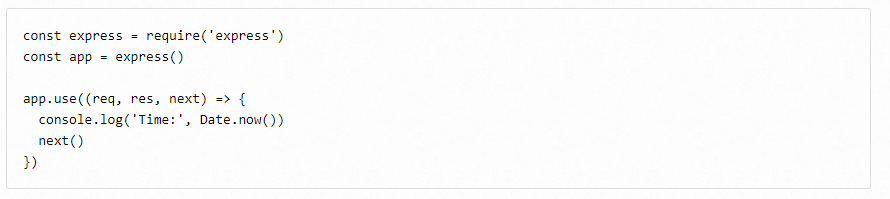 const express = require('express')
const app = express()

app.use((req, res, next) => {
  console.log('Time:', Date.now())
  next()
})